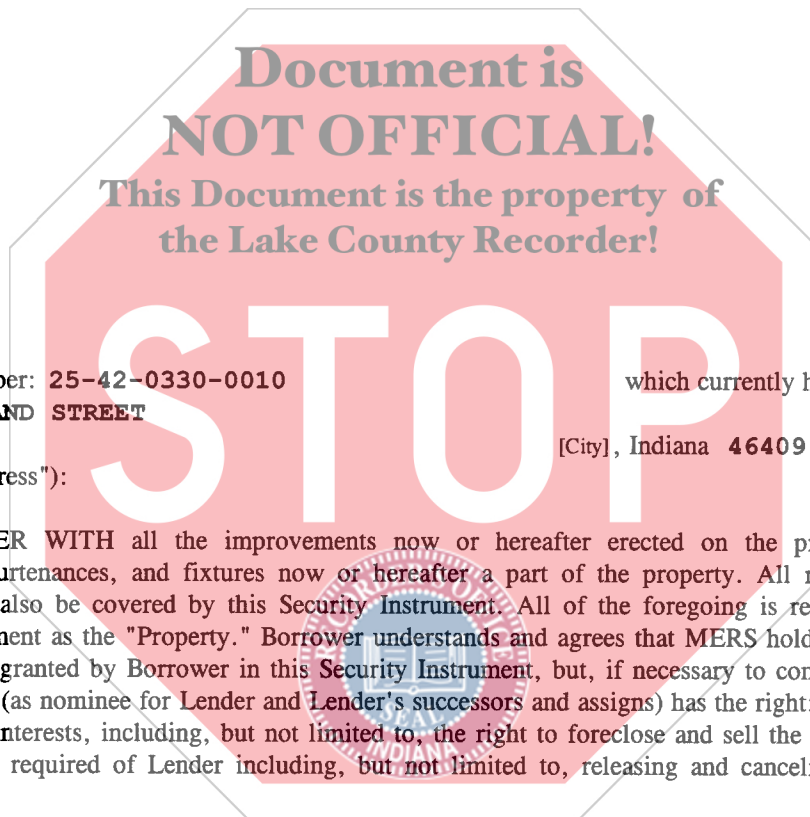 Document is
NOT OFFICIAL!
This Document is the property of
the Lake County Recorder!
STOP
ber: 25-42-0330-0010 which currently h
AND STREET
[City], Indiana 46409
ress"):
ER WITH all the improvements now or hereafter erected on the p
urtenances, and fixtures now or hereafter a part of the property. All r
also be covered by this Security Instrument. All of the foregoing is re
ment as the "Property." Borrower understands and agrees that MERS hold
granted by Borrower in this Security Instrument, but, if necessary to com
(as nominee for Lender and Lender's successors and assigns) has the right:
nterests, including, but not limited to, the right to foreclose and sell the
required of Lender including, but not limited to, releasing and cancel
RECORDER'S OFFICE
SEAL
INDIANA